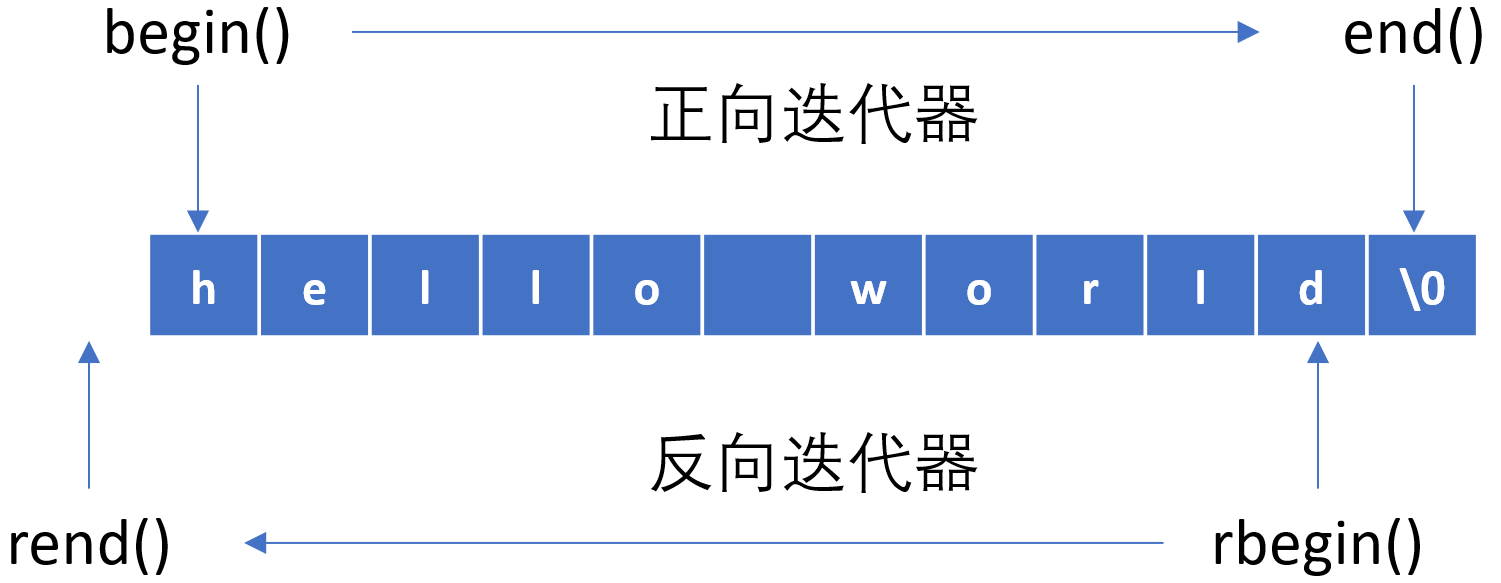 begin() end()
正向迭代器
h e l l o w o r l d \0
反向迭代器
rend() rbegin()